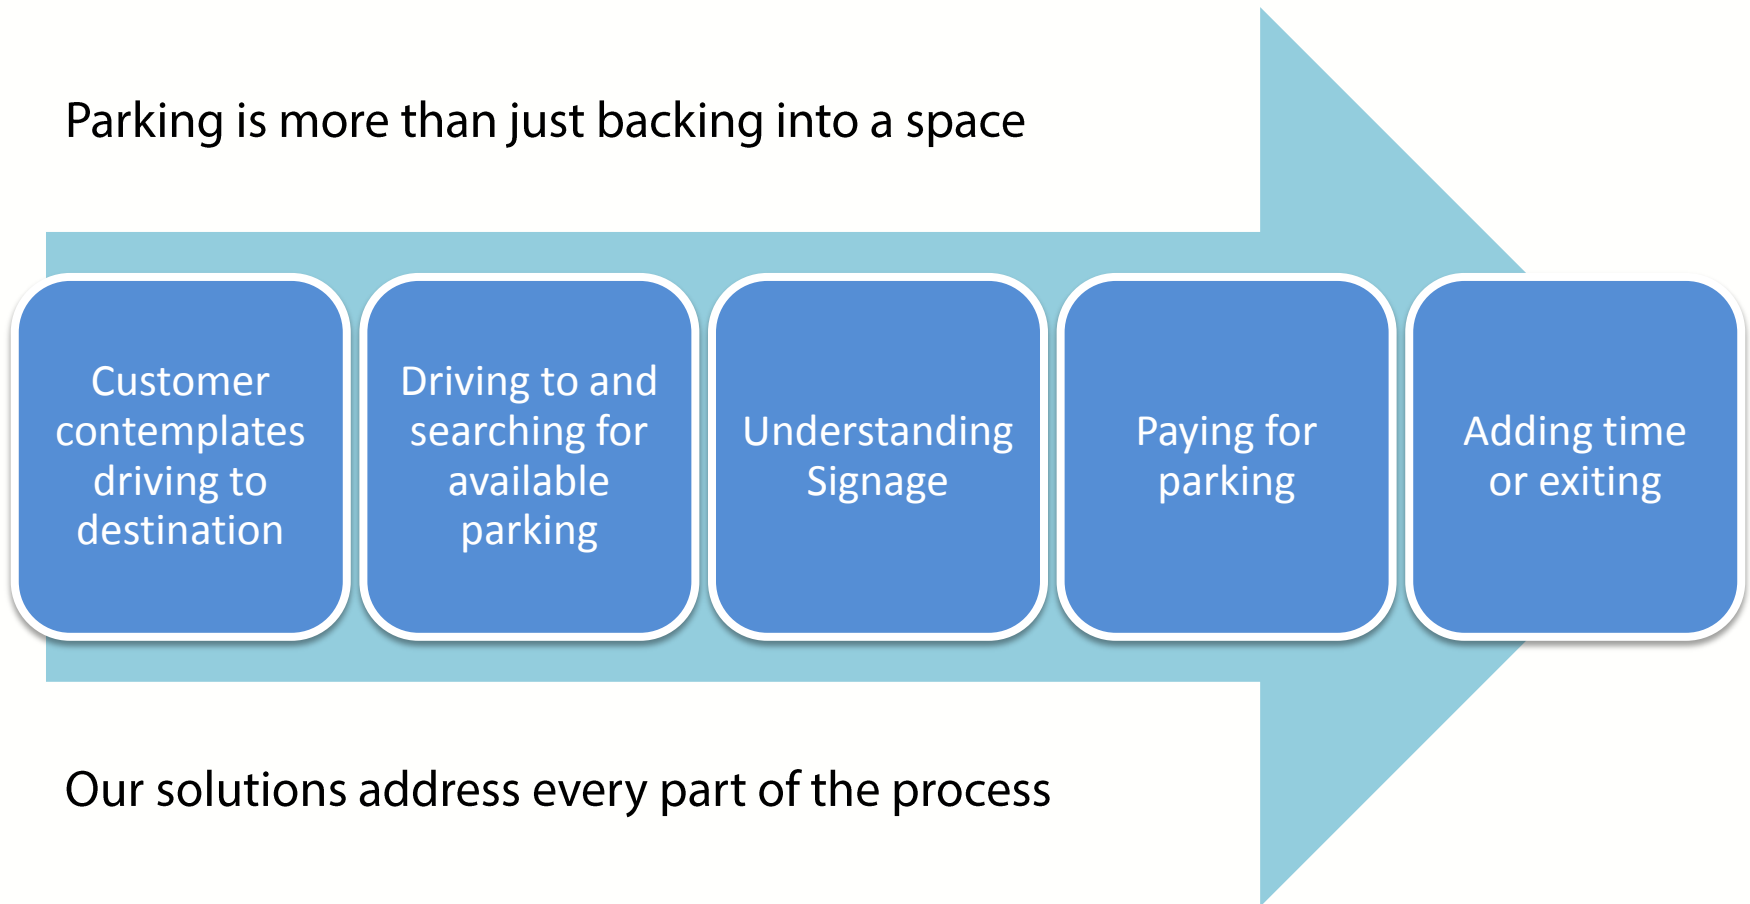 Parking is more than just backing into a space
Customer
contemplates
driving to
destination
Driving to and
searching for
available
parking
Understanding
Signage
Paying for
parking
Adding time
or exiting
Our solutions address every part of the process